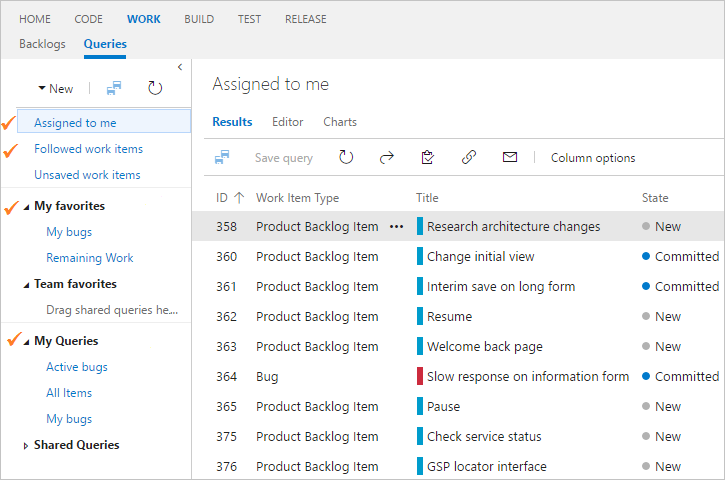 HOME CODE WORK BUILD TEST RELEASE
Backlogs Queries
New
Assigned to me
Followed work items
Unsaved work items
My favorites
My bugs
Remaining Work
Team favorites
Drag shared queries he...
My Queries
Active bugs
All Items
My bugs
Shared Queries
Assigned to me
Results Editor Charts
Save query Column options
ID Work Item Type Title State
358 Product Backlog Item Research architecture changes New
360 Product Backlog Item Change initial view Committed
361 Product Backlog Item Interim save on long form Committed
362 Product Backlog Item Resume New
363 Product Backlog Item Welcome back page New
364 Bug Slow response on information form Committed
365 Product Backlog Item Pause New
375 Product Backlog Item Check service status New
376 Product Backlog Item GSP locator interface New